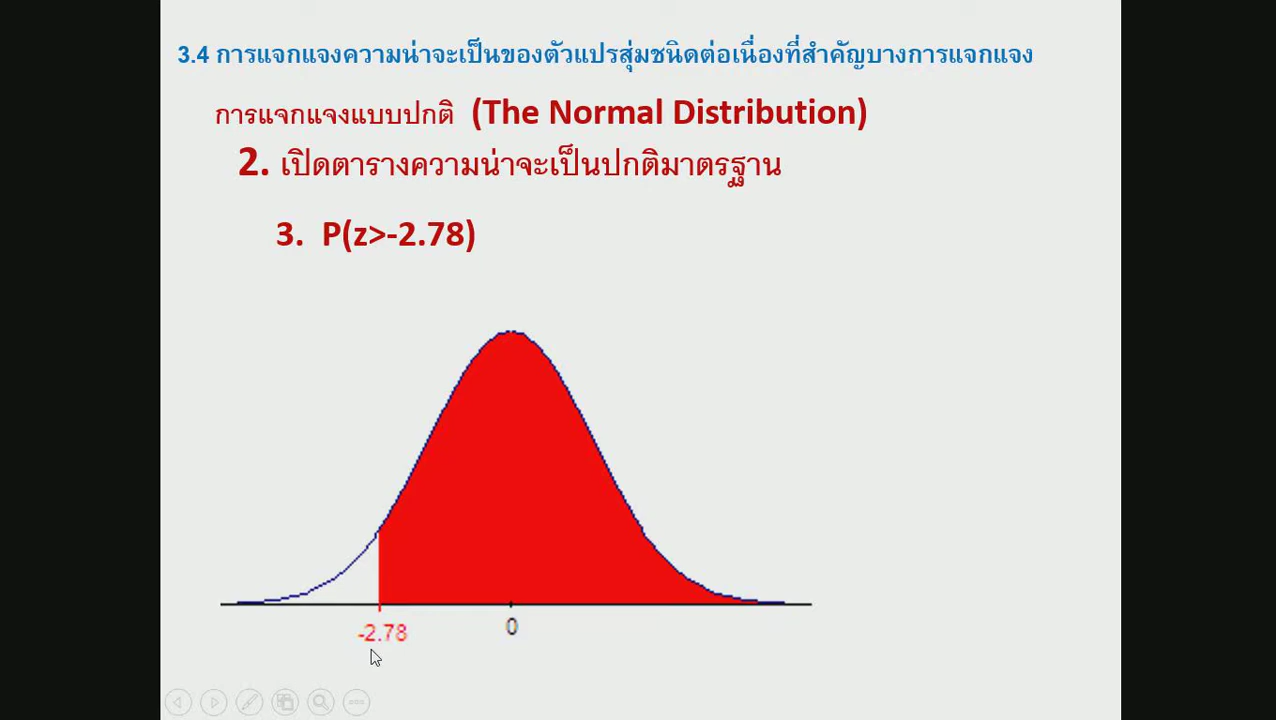 3.4 การแจกแจงความน่าจะเป็นของตัวแปรสุ่มชนิดต่อเนื่องที่สำคัญบางการแจกแจง
การแจกแจงแบบปกติ (The Normal Distribution)
2. เปิดตารางความน่าจะเป็นปกติมาตรฐาน
3. P(z>-2.78)
-2.78 0